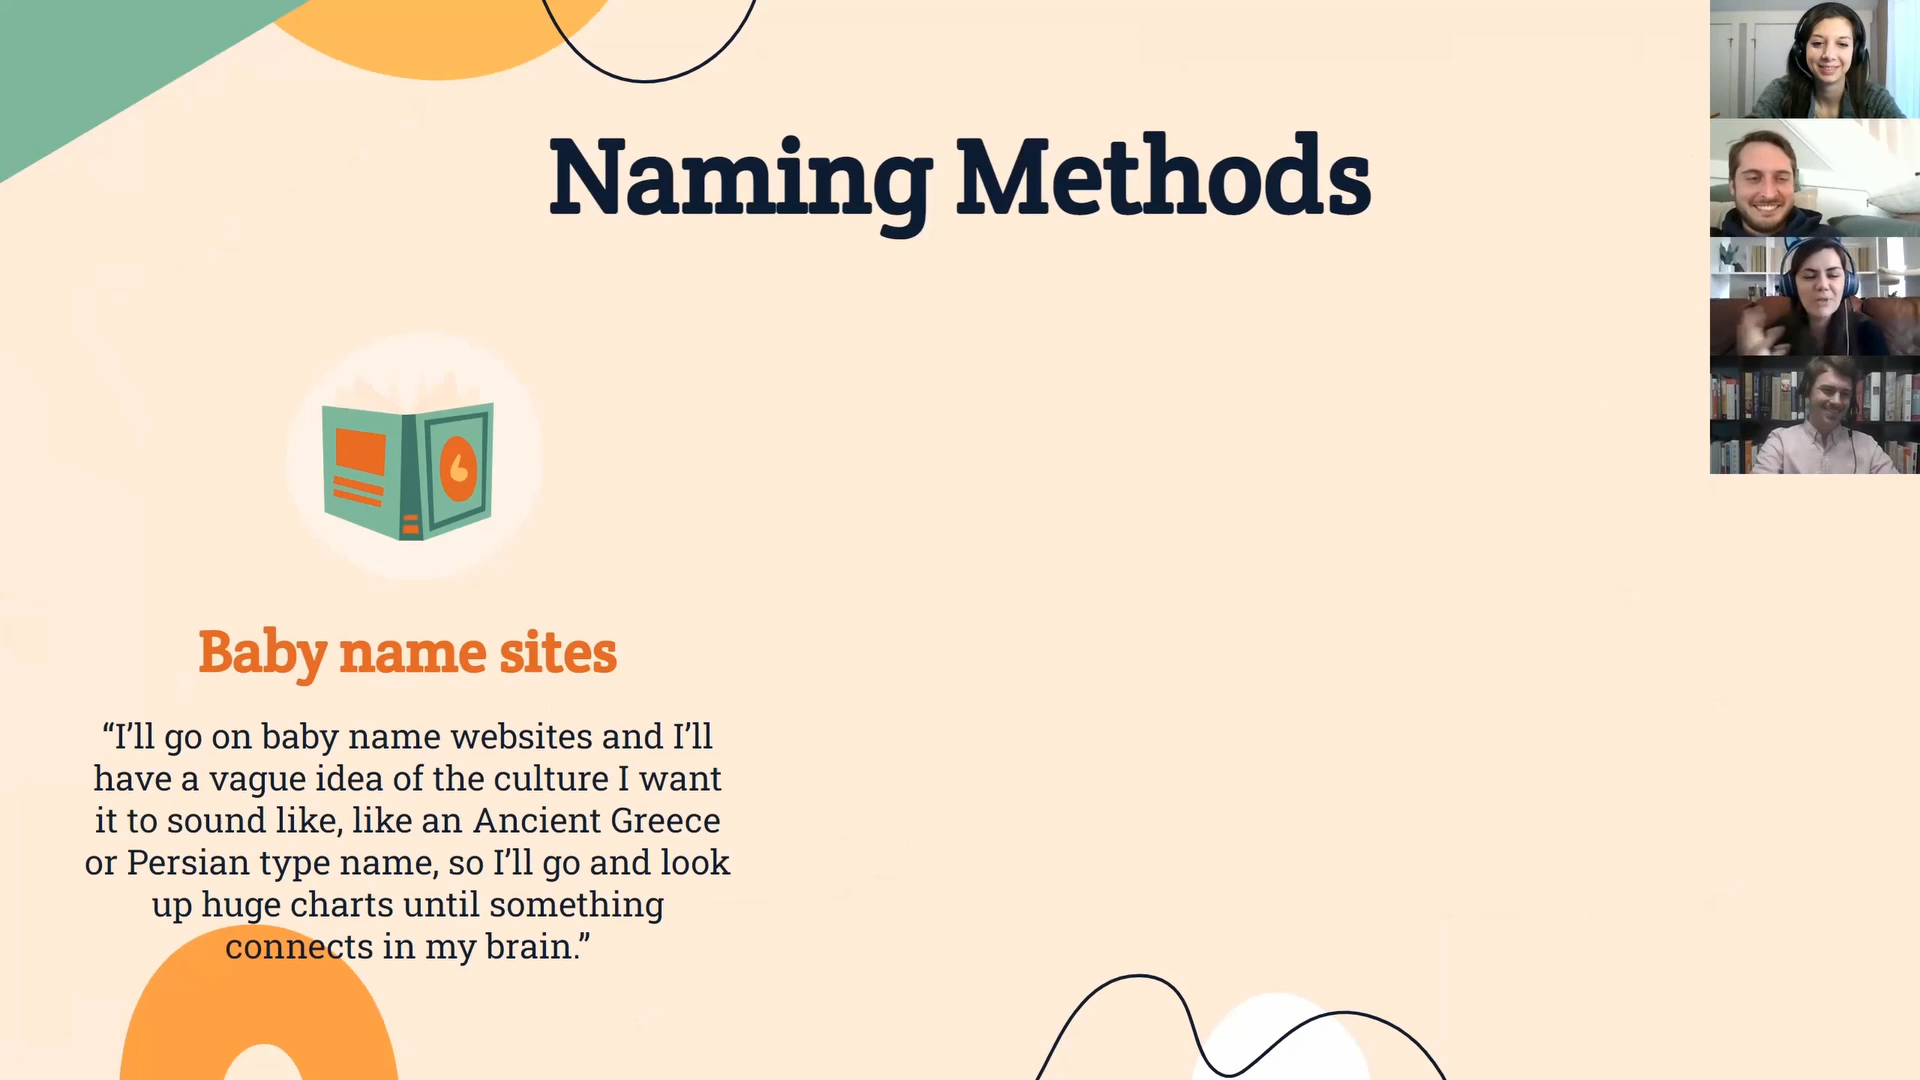 Naming Methods
Baby name sites
“I’ll go on baby name websites and I’ll
have a vague idea of the culture I want
it to sound like, like an Ancient Greece
or Persian type name, so I’ll go and look
up huge charts until something
connects in my brain.”